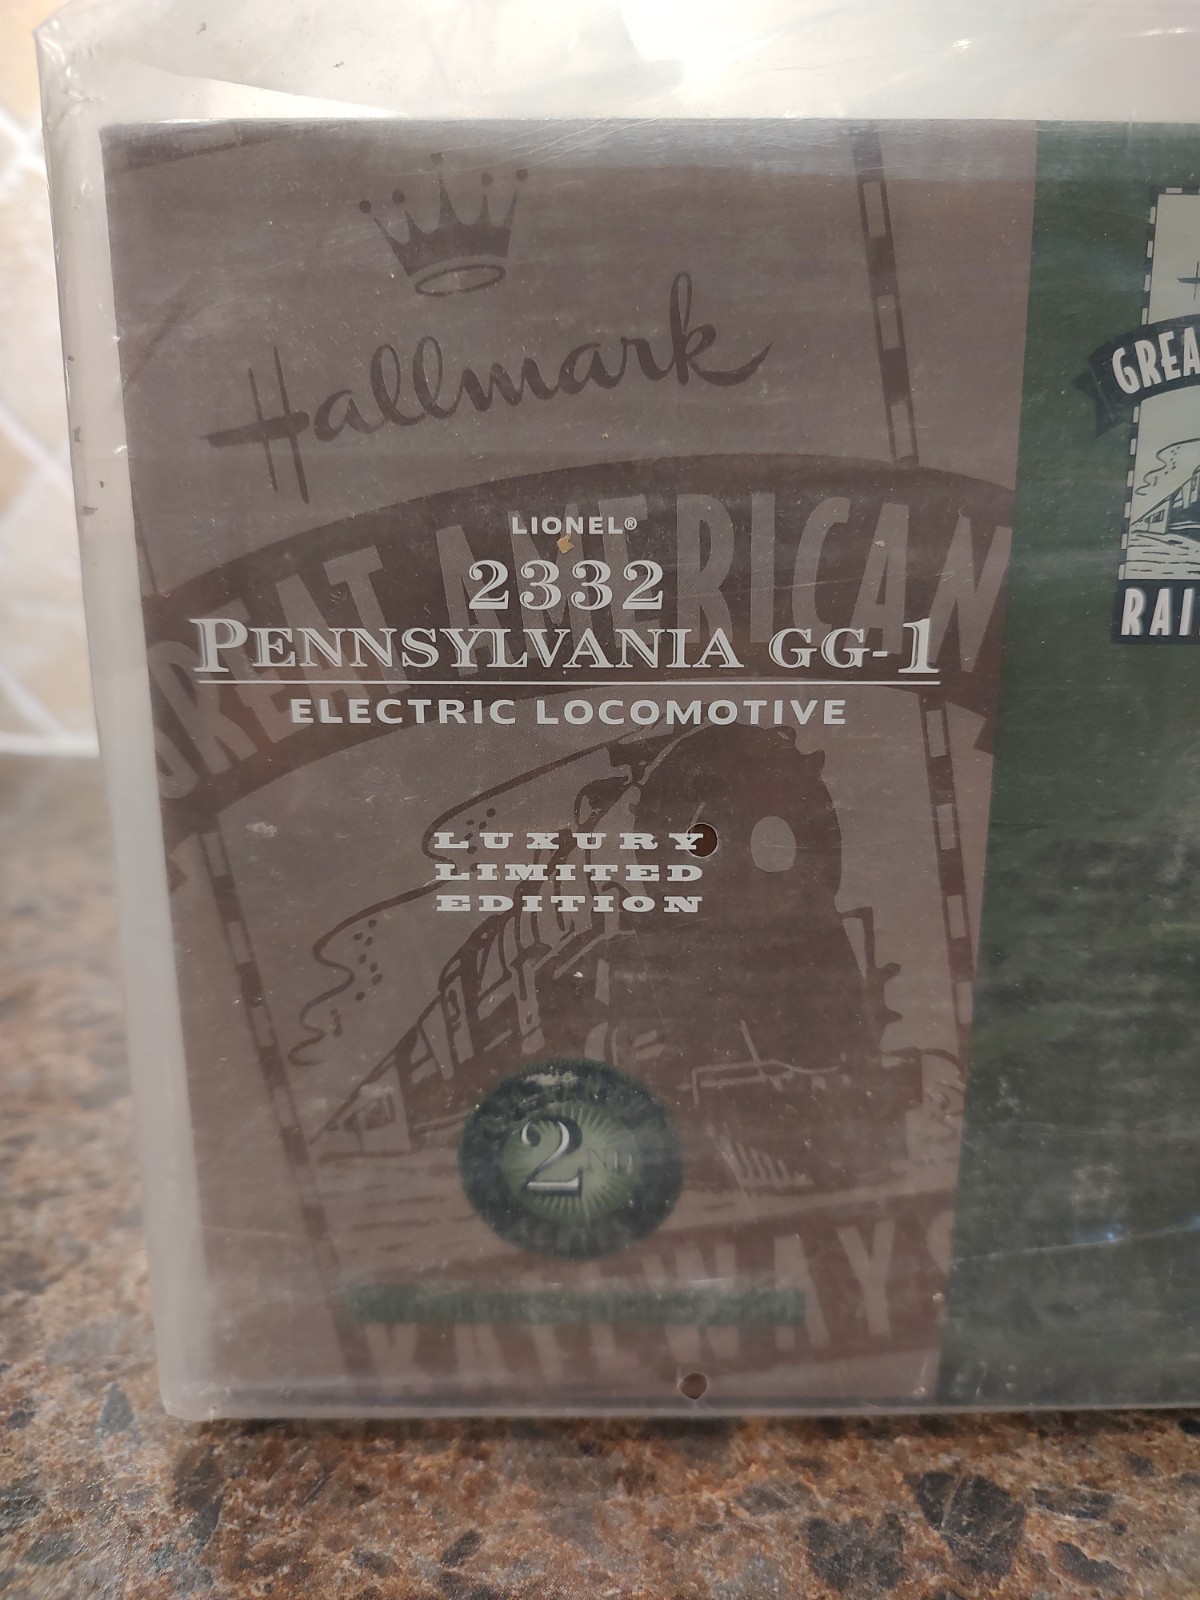 Hallmark
GREAT AMERICAN
LIONEL®
2332
PENNSYLVANIA GG-1
ELECTRIC LOCOMOTIVE
LUXURY
LIMITED
EDITION
2ND
RAILWAYS
GREA
RAI